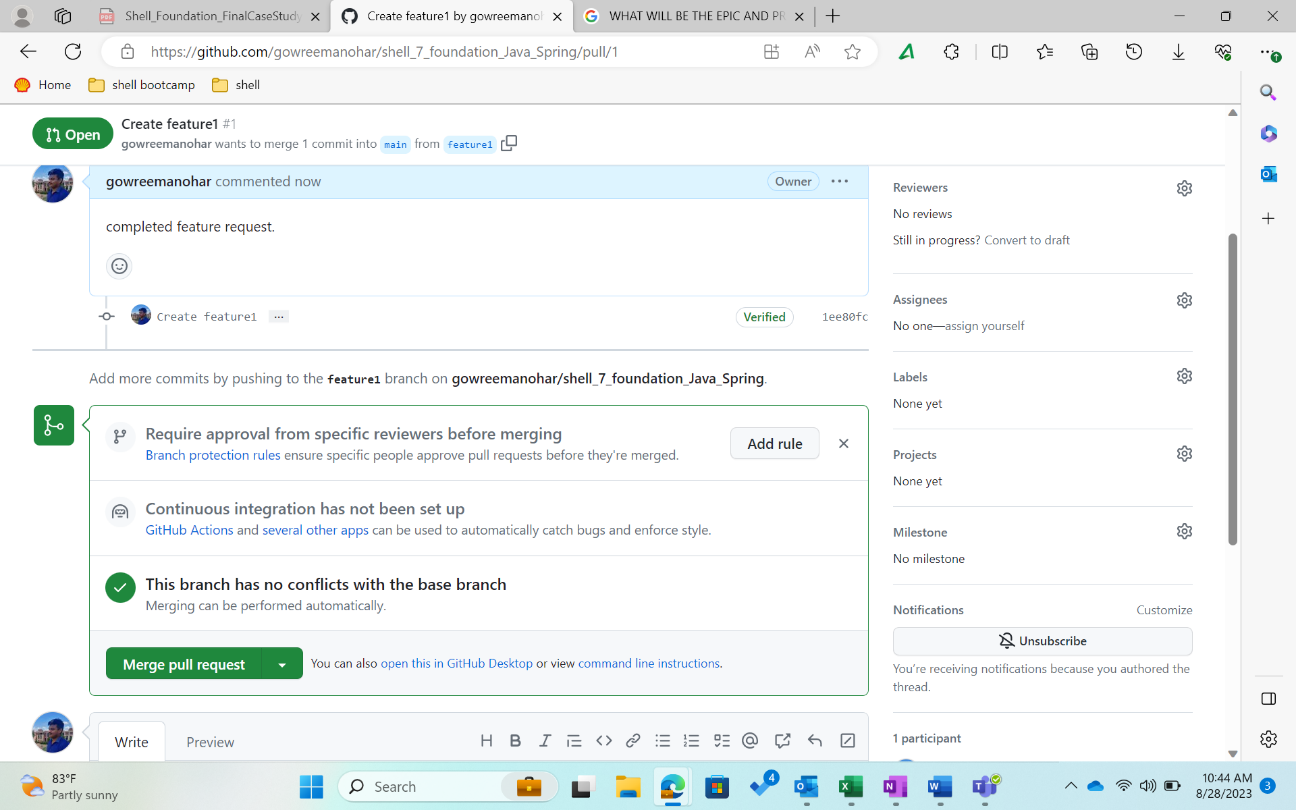 Shell_Foundation_FinalCaseStudy
Create feature1 by gowreemanoh
WHAT WILL BE THE EPIC AND PR
https://github.com/gowreemanohar/shell_7_foundation_Java_Spring/pull/1
Home
shell bootcamp
shell
Open
Create feature1 #1
gowreemanohar wants to merge 1 commit into main from feature1
gowreemanohar commented now
Owner
completed feature request.
Create feature1
Verified
1ee80fc
Add more commits by pushing to the feature1 branch on gowreemanohar/shell_7_foundation_Java_Spring.
Require approval from specific reviewers before merging
Branch protection rules ensure specific people approve pull requests before they're merged.
Add rule
Continuous integration has not been set up
GitHub Actions and several other apps can be used to automatically catch bugs and enforce style.
This branch has no conflicts with the base branch
Merging can be performed automatically.
Merge pull request
You can also open this in GitHub Desktop or view command line instructions.
Write
Preview
Reviewers
No reviews
Still in progress? Convert to draft
Assignees
No one—assign yourself
Labels
None yet
Projects
None yet
Milestone
No milestone
Notifications
Customize
Unsubscribe
You're receiving notifications because you authored the
thread.
1 participant
83°F
Partly sunny
Search
4
10:44 AM
8/28/2023
3